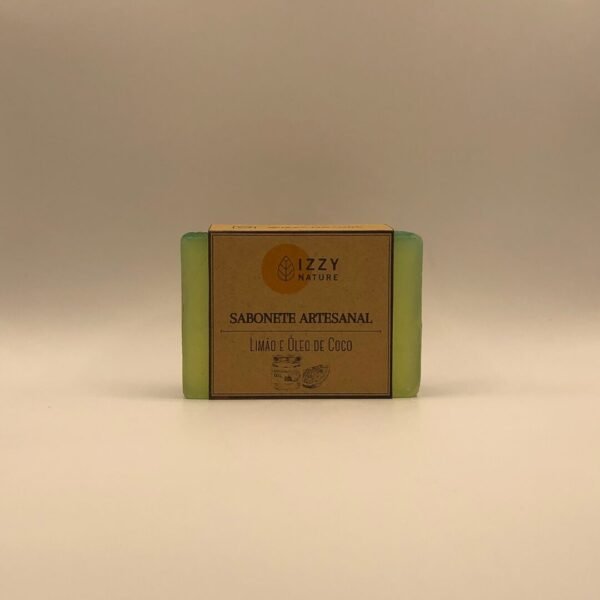 IZZY
NATURE
SABONETE ARTESANAL
LIMÃO E ÓLEO DE COCO